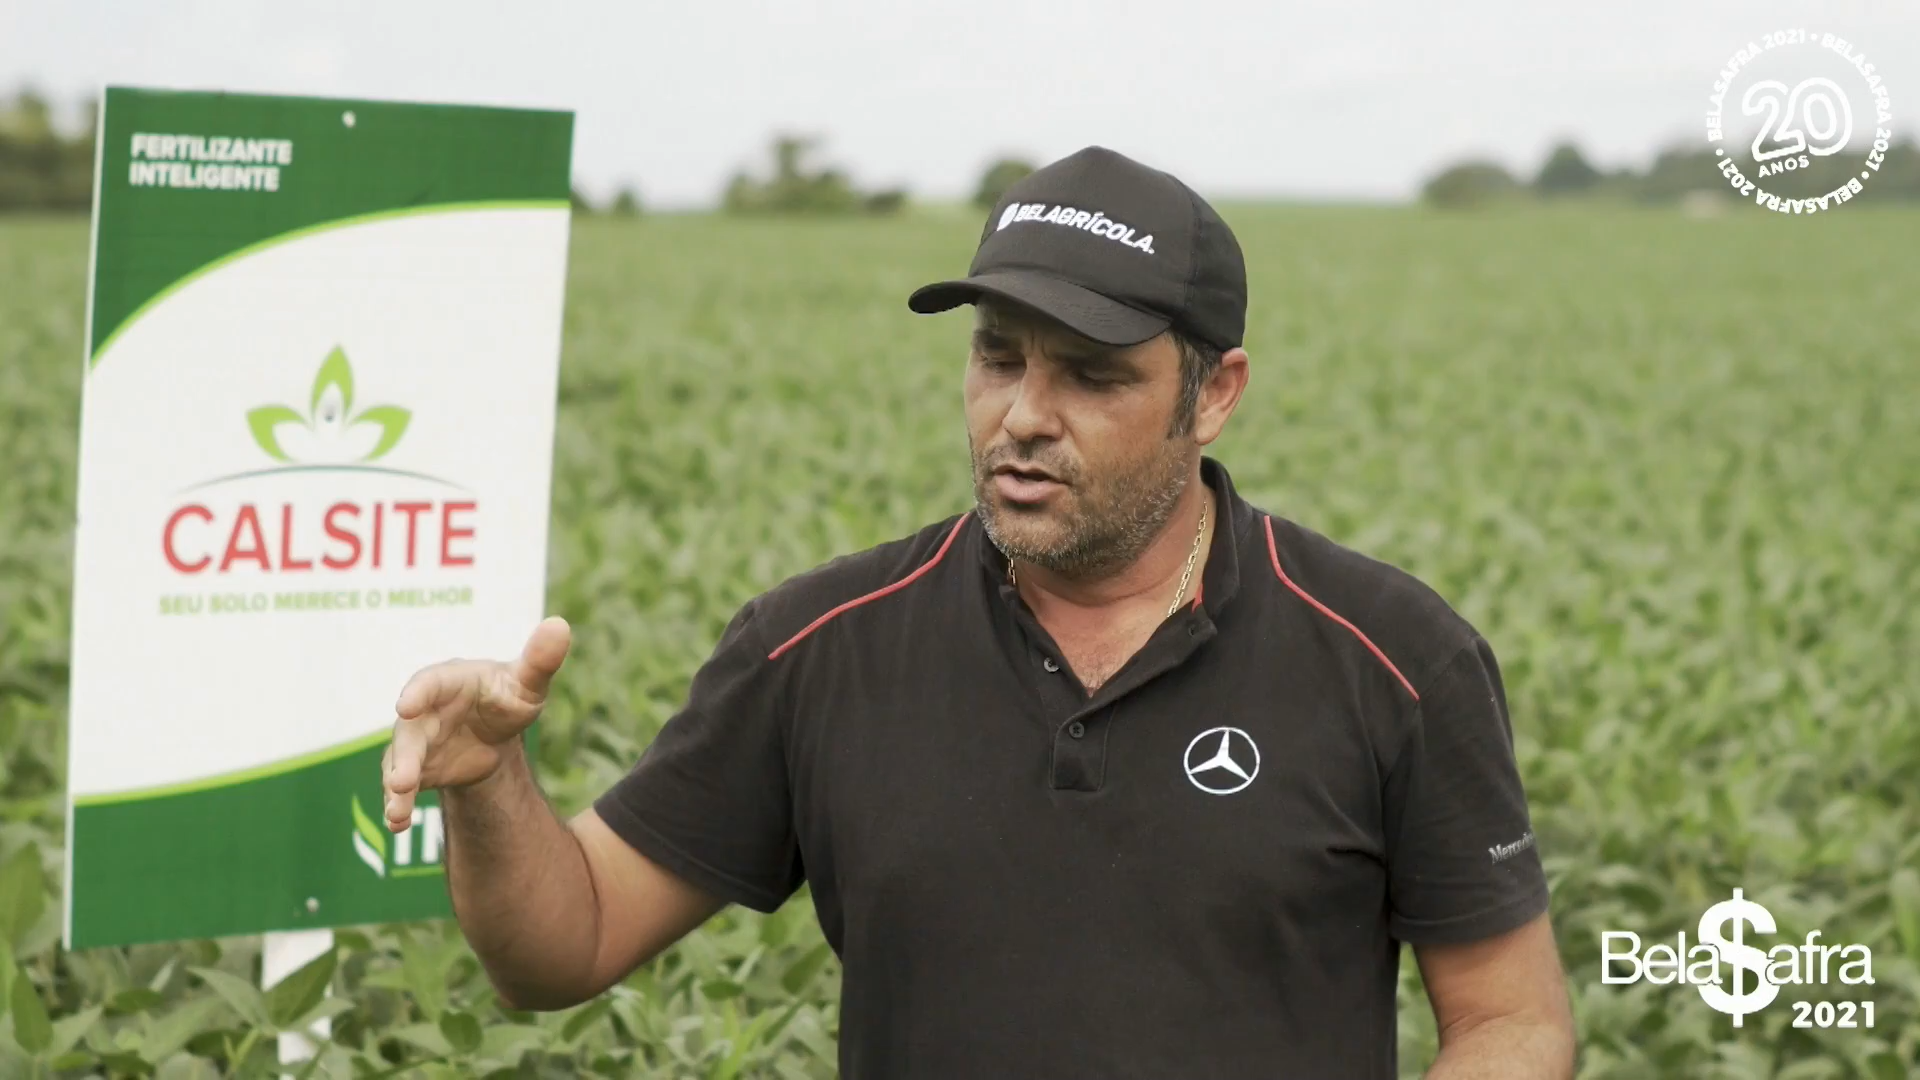 FERTILIZANTE
INTELIGENTE
CALSITE
SEU SOLO MERECE O MELHOR
BELAGRÍCOLA.
BELASAFRA 2021 • BELASAFRA 2021 • BELASAFRA 2021 •
20
ANOS
Bela$afra
2021